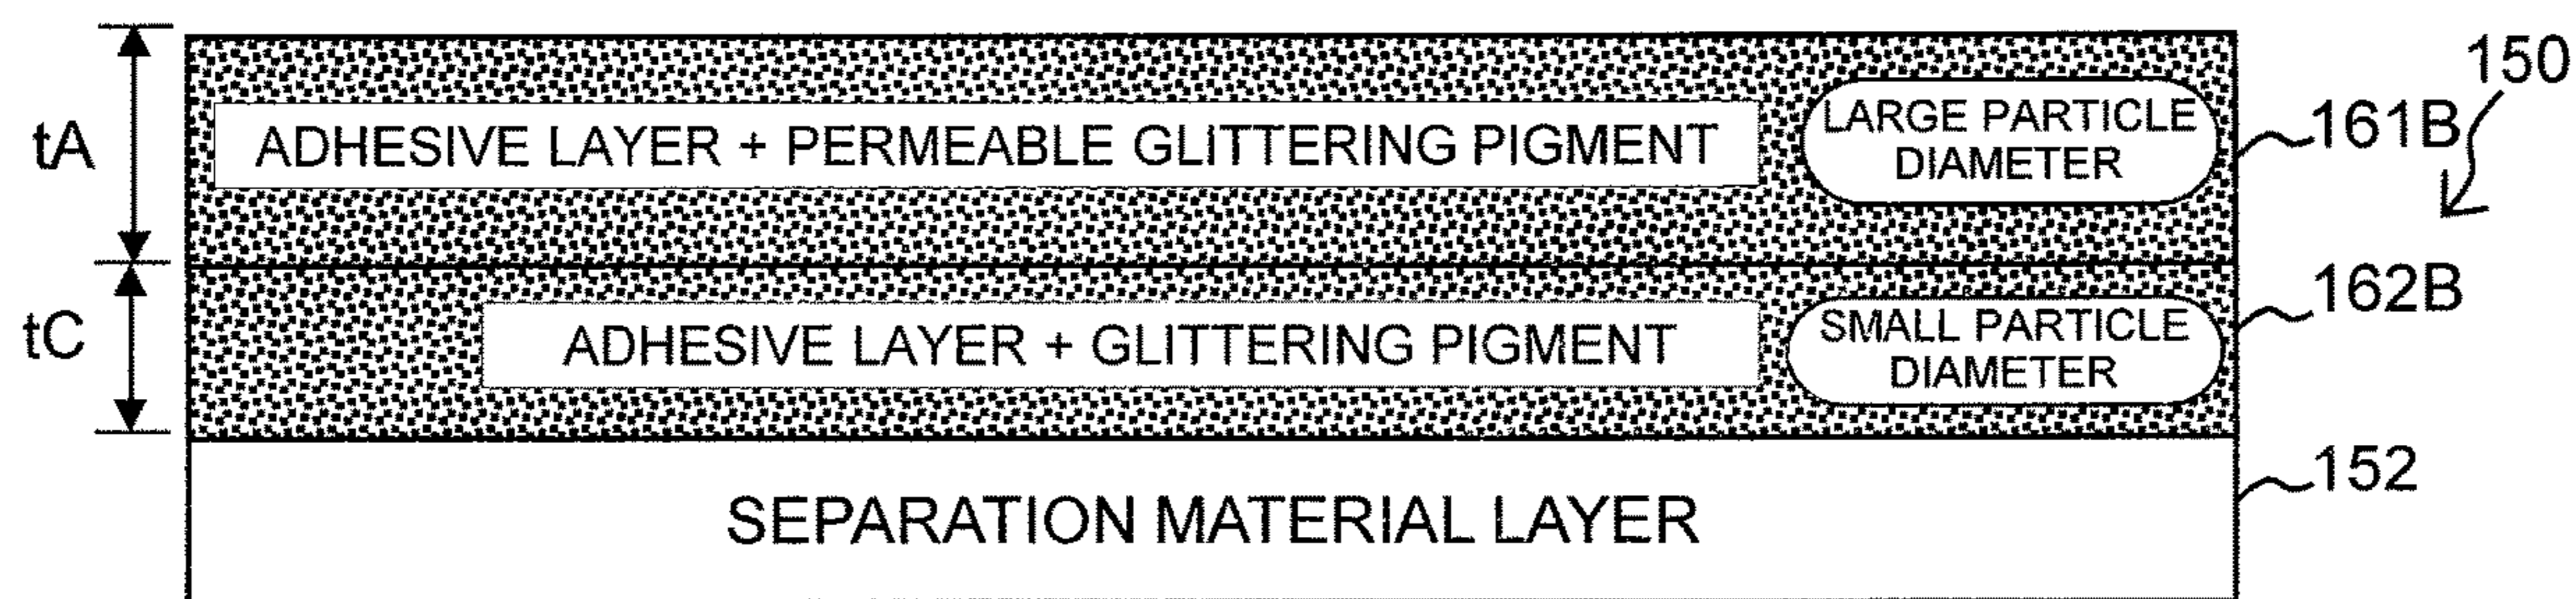 150
tA
ADHESIVE LAYER + PERMEABLE GLITTERING PIGMENT
LARGE PARTICLE
DIAMETER
161B
tC
ADHESIVE LAYER + GLITTERING PIGMENT
SMALL PARTICLE
DIAMETER
162B
SEPARATION MATERIAL LAYER
152